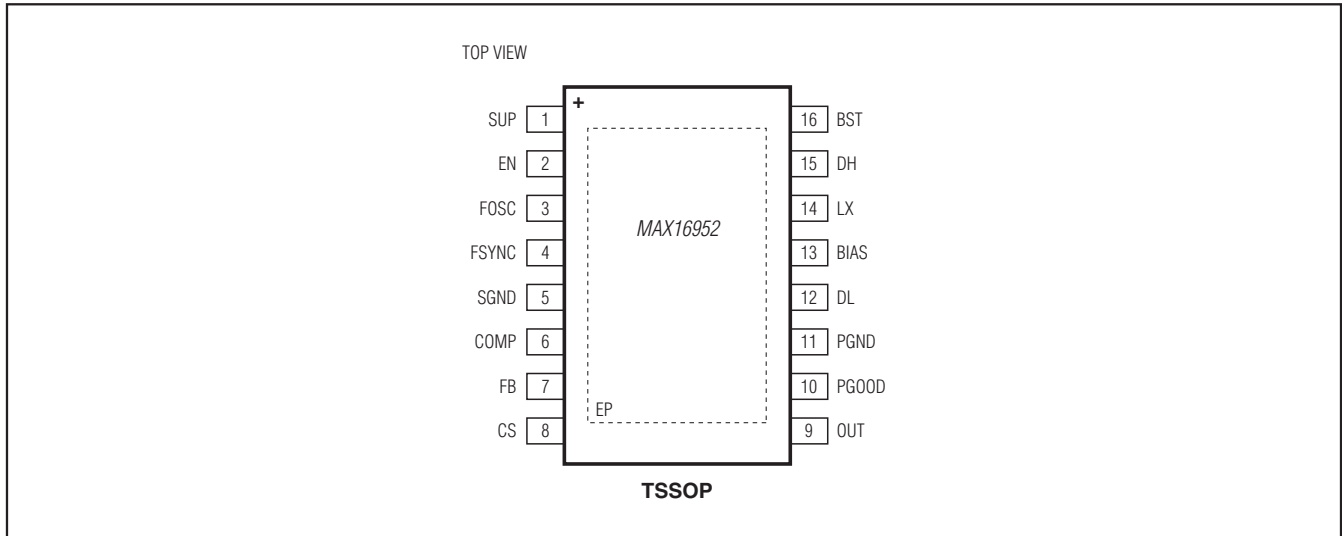 TOP VIEW
+
SUP 1
EN 2
FOSC 3
FSYNC 4
SGND 5
COMP 6
FB 7
CS 8
MAX16952
EP
16 BST
15 DH
14 LX
13 BIAS
12 DL
11 PGND
10 PGOOD
9 OUT
TSSOP